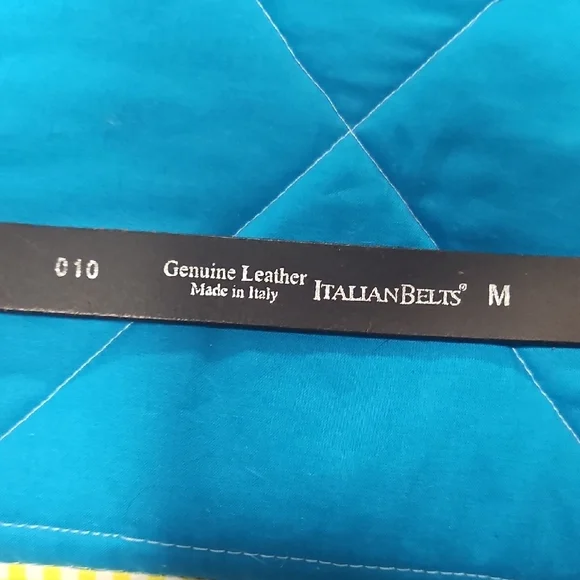 010
Genuine Leather
Made in Italy
ITALIANBELTS®
M